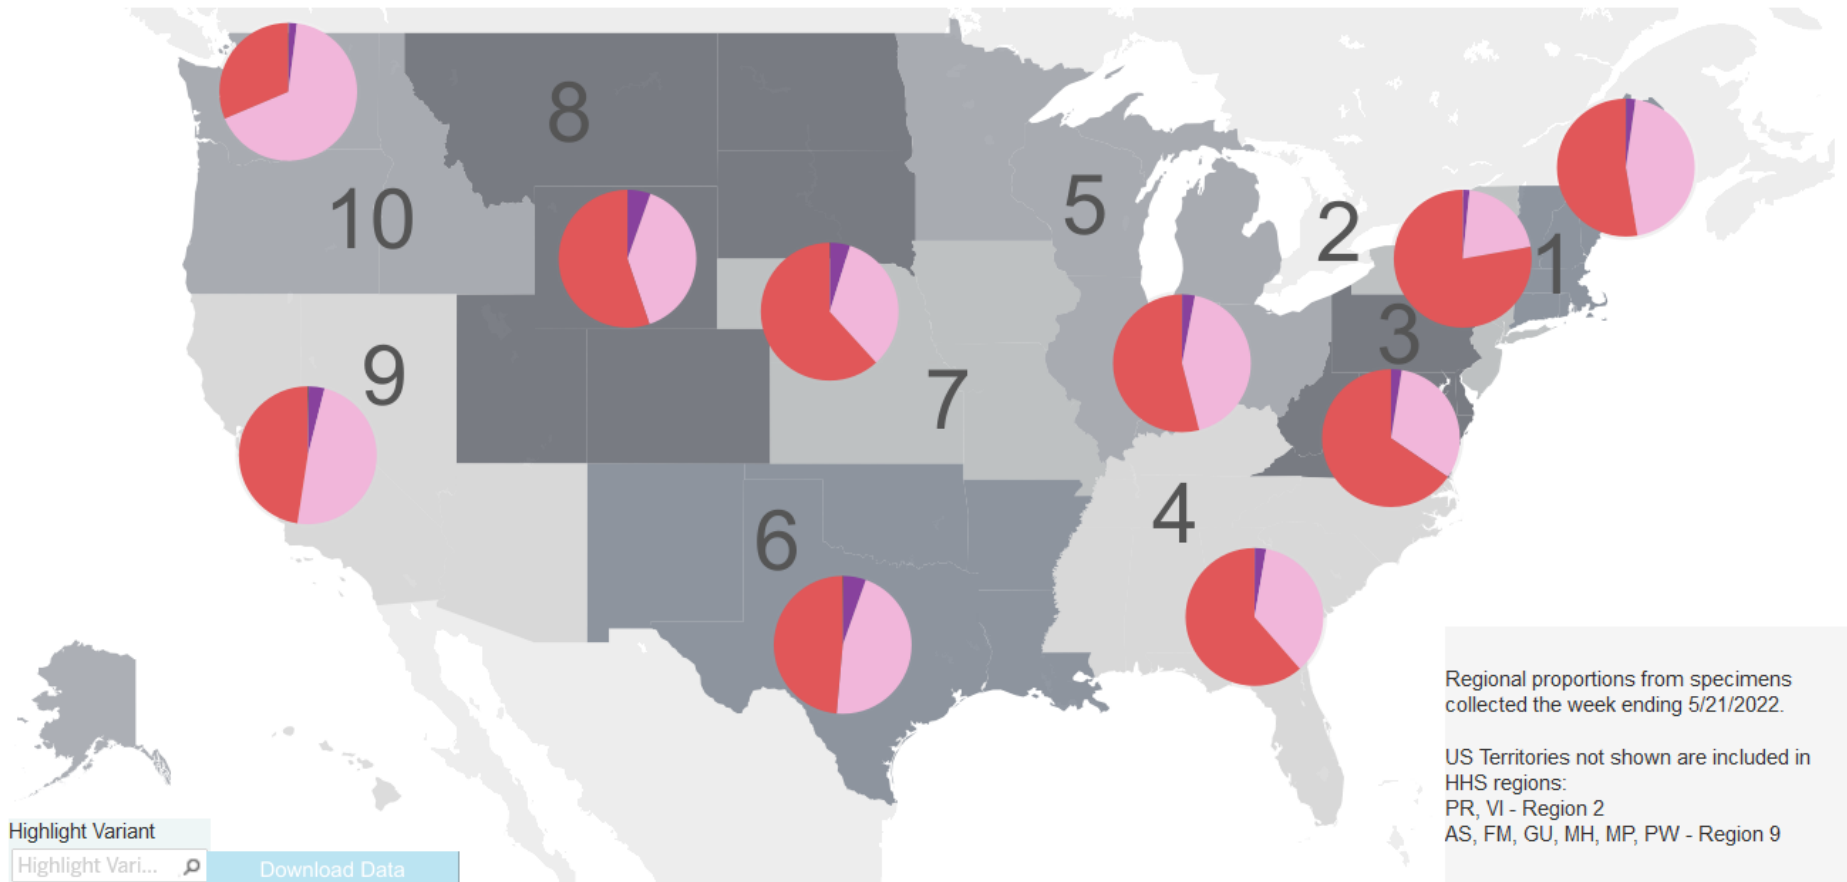 8
10
5
2
1
3
9
7
6
4
Regional proportions from specimens
collected the week ending 5/21/2022.
US Territories not shown are included in
HHS regions:
PR, VI - Region 2
AS, FM, GU, MH, MP, PW - Region 9
Highlight Variant
Highlight Vari...
Download Data